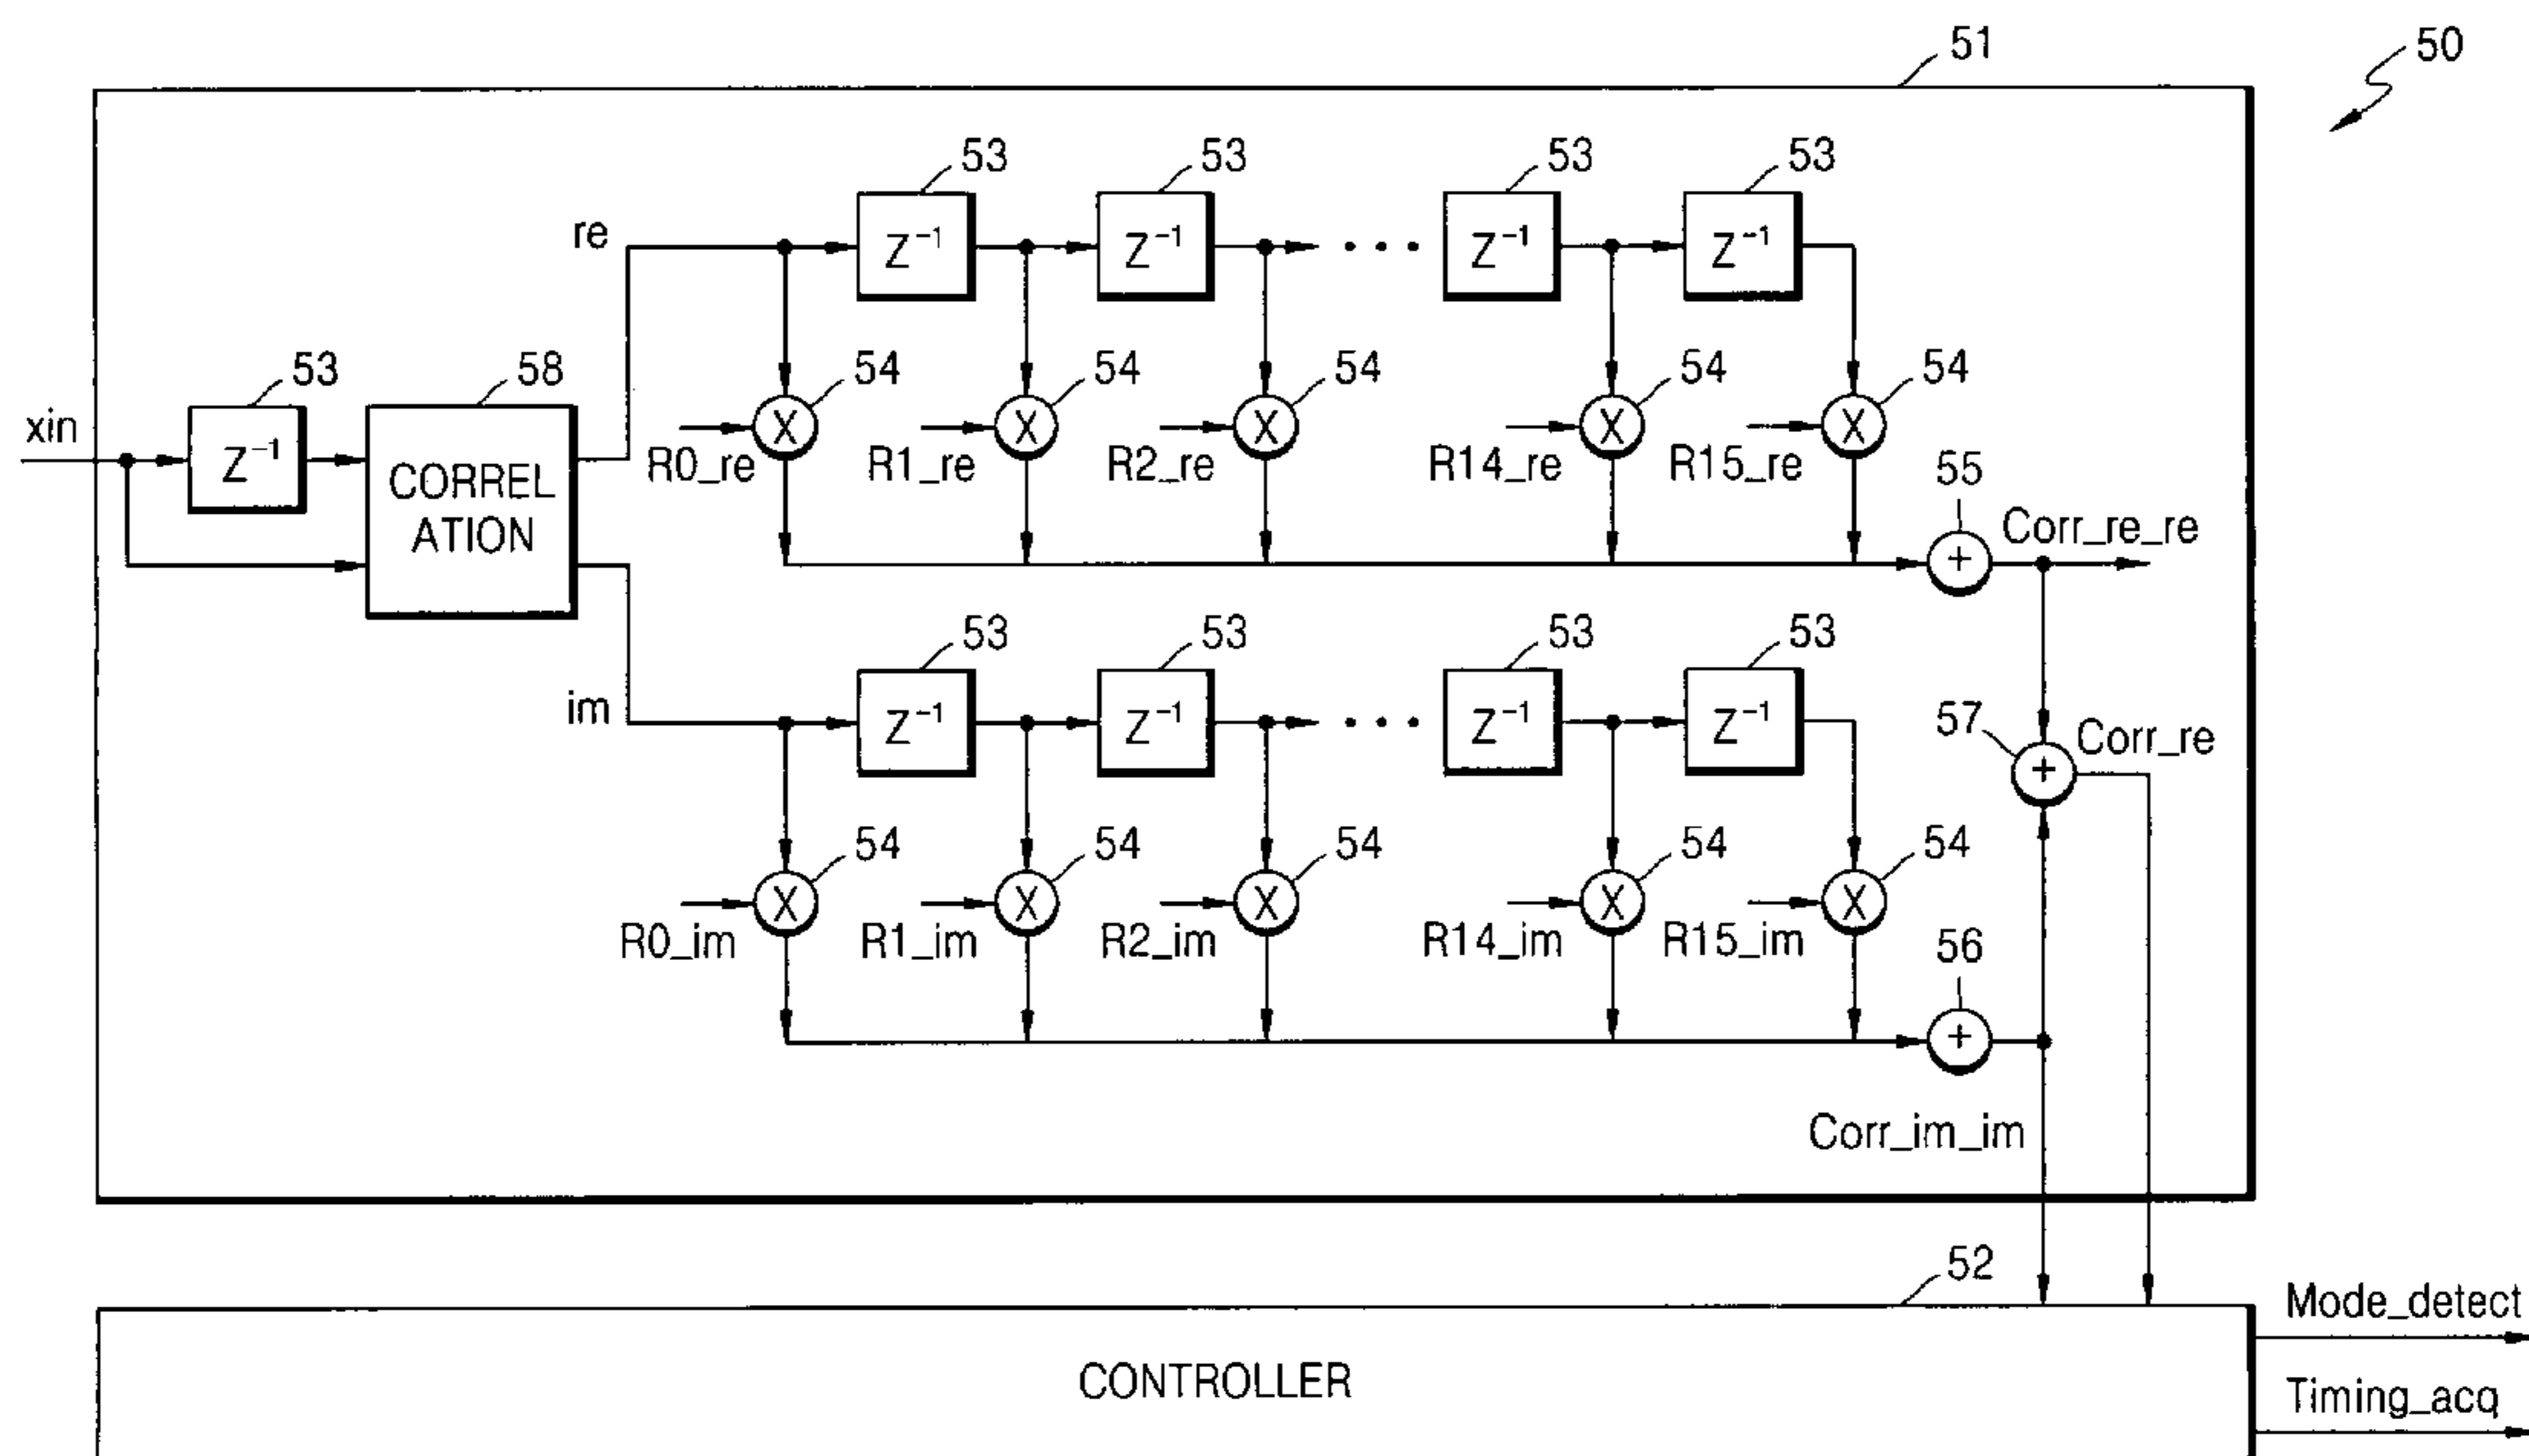 51
50
53 53 53 53
re
Z⁻¹ Z⁻¹ Z⁻¹ Z⁻¹
53 58 54 54 54 54 54
xin
Z⁻¹
CORREL
ATION
X X X X X
R0_re R1_re R2_re R14_re R15_re
55
Corr_re_re
+
53 53 53 53
im
Z⁻¹ Z⁻¹ Z⁻¹ Z⁻¹
57
Corr_re
+
54 54 54 54 54
X X X X X
R0_im R1_im R2_im R14_im R15_im
56
+
Corr_im_im
52
Mode_detect
CONTROLLER
Timing_acq